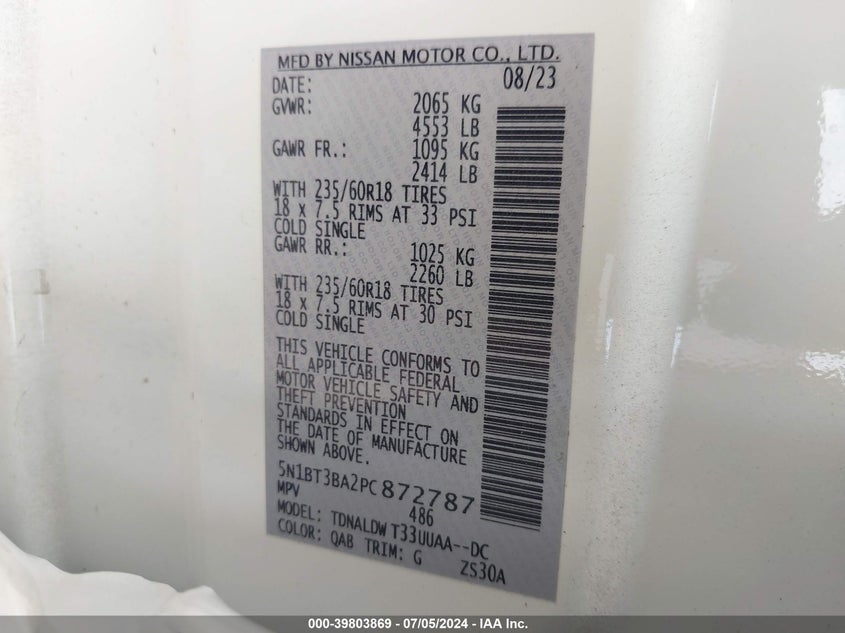 MFD BY NISSAN MOTOR CO., LTD.
DATE: 08/23
GVWR: 2065 KG
4553 LB
GAWR FR.: 1095 KG
2414 LB
WITH 235/60R18 TIRES
18 x 7.5 RIMS AT 33 PSI
COLD SINGLE
GAWR RR.: 1025 KG
2260 LB
WITH 235/60R18 TIRES
18 x 7.5 RIMS AT 30 PSI
COLD SINGLE
THIS VEHICLE CONFORMS TO
ALL APPLICABLE FEDERAL
MOTOR VEHICLE SAFETY AND
THEFT PREVENTION
STANDARDS IN EFFECT ON
THE DATE OF MANUFACTURE
SHOWN ABOVE.
5N1BT3BA2PC872787
MPV 486
MODEL: TDNALDW T33UUAA--DC
COLOR: QAB TRIM: G ZS30A
000-39803869 - 07/05/2024 - IAA Inc.